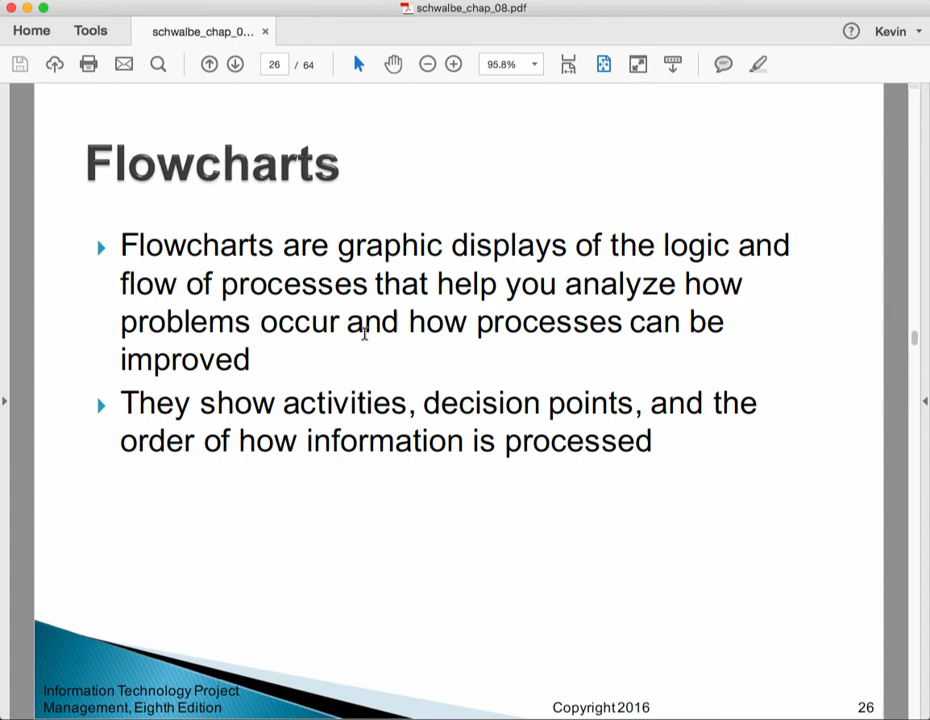 schwalbe_chap_08.pdf
Home Tools schwalbe_chap_0... × Kevin
26 / 64 95.8%
Flowcharts
Flowcharts are graphic displays of the logic and
flow of processes that help you analyze how
problems occur and how processes can be
improved
They show activities, decision points, and the
order of how information is processed
Information Technology Project
Management, Eighth Edition
Copyright 2016
26